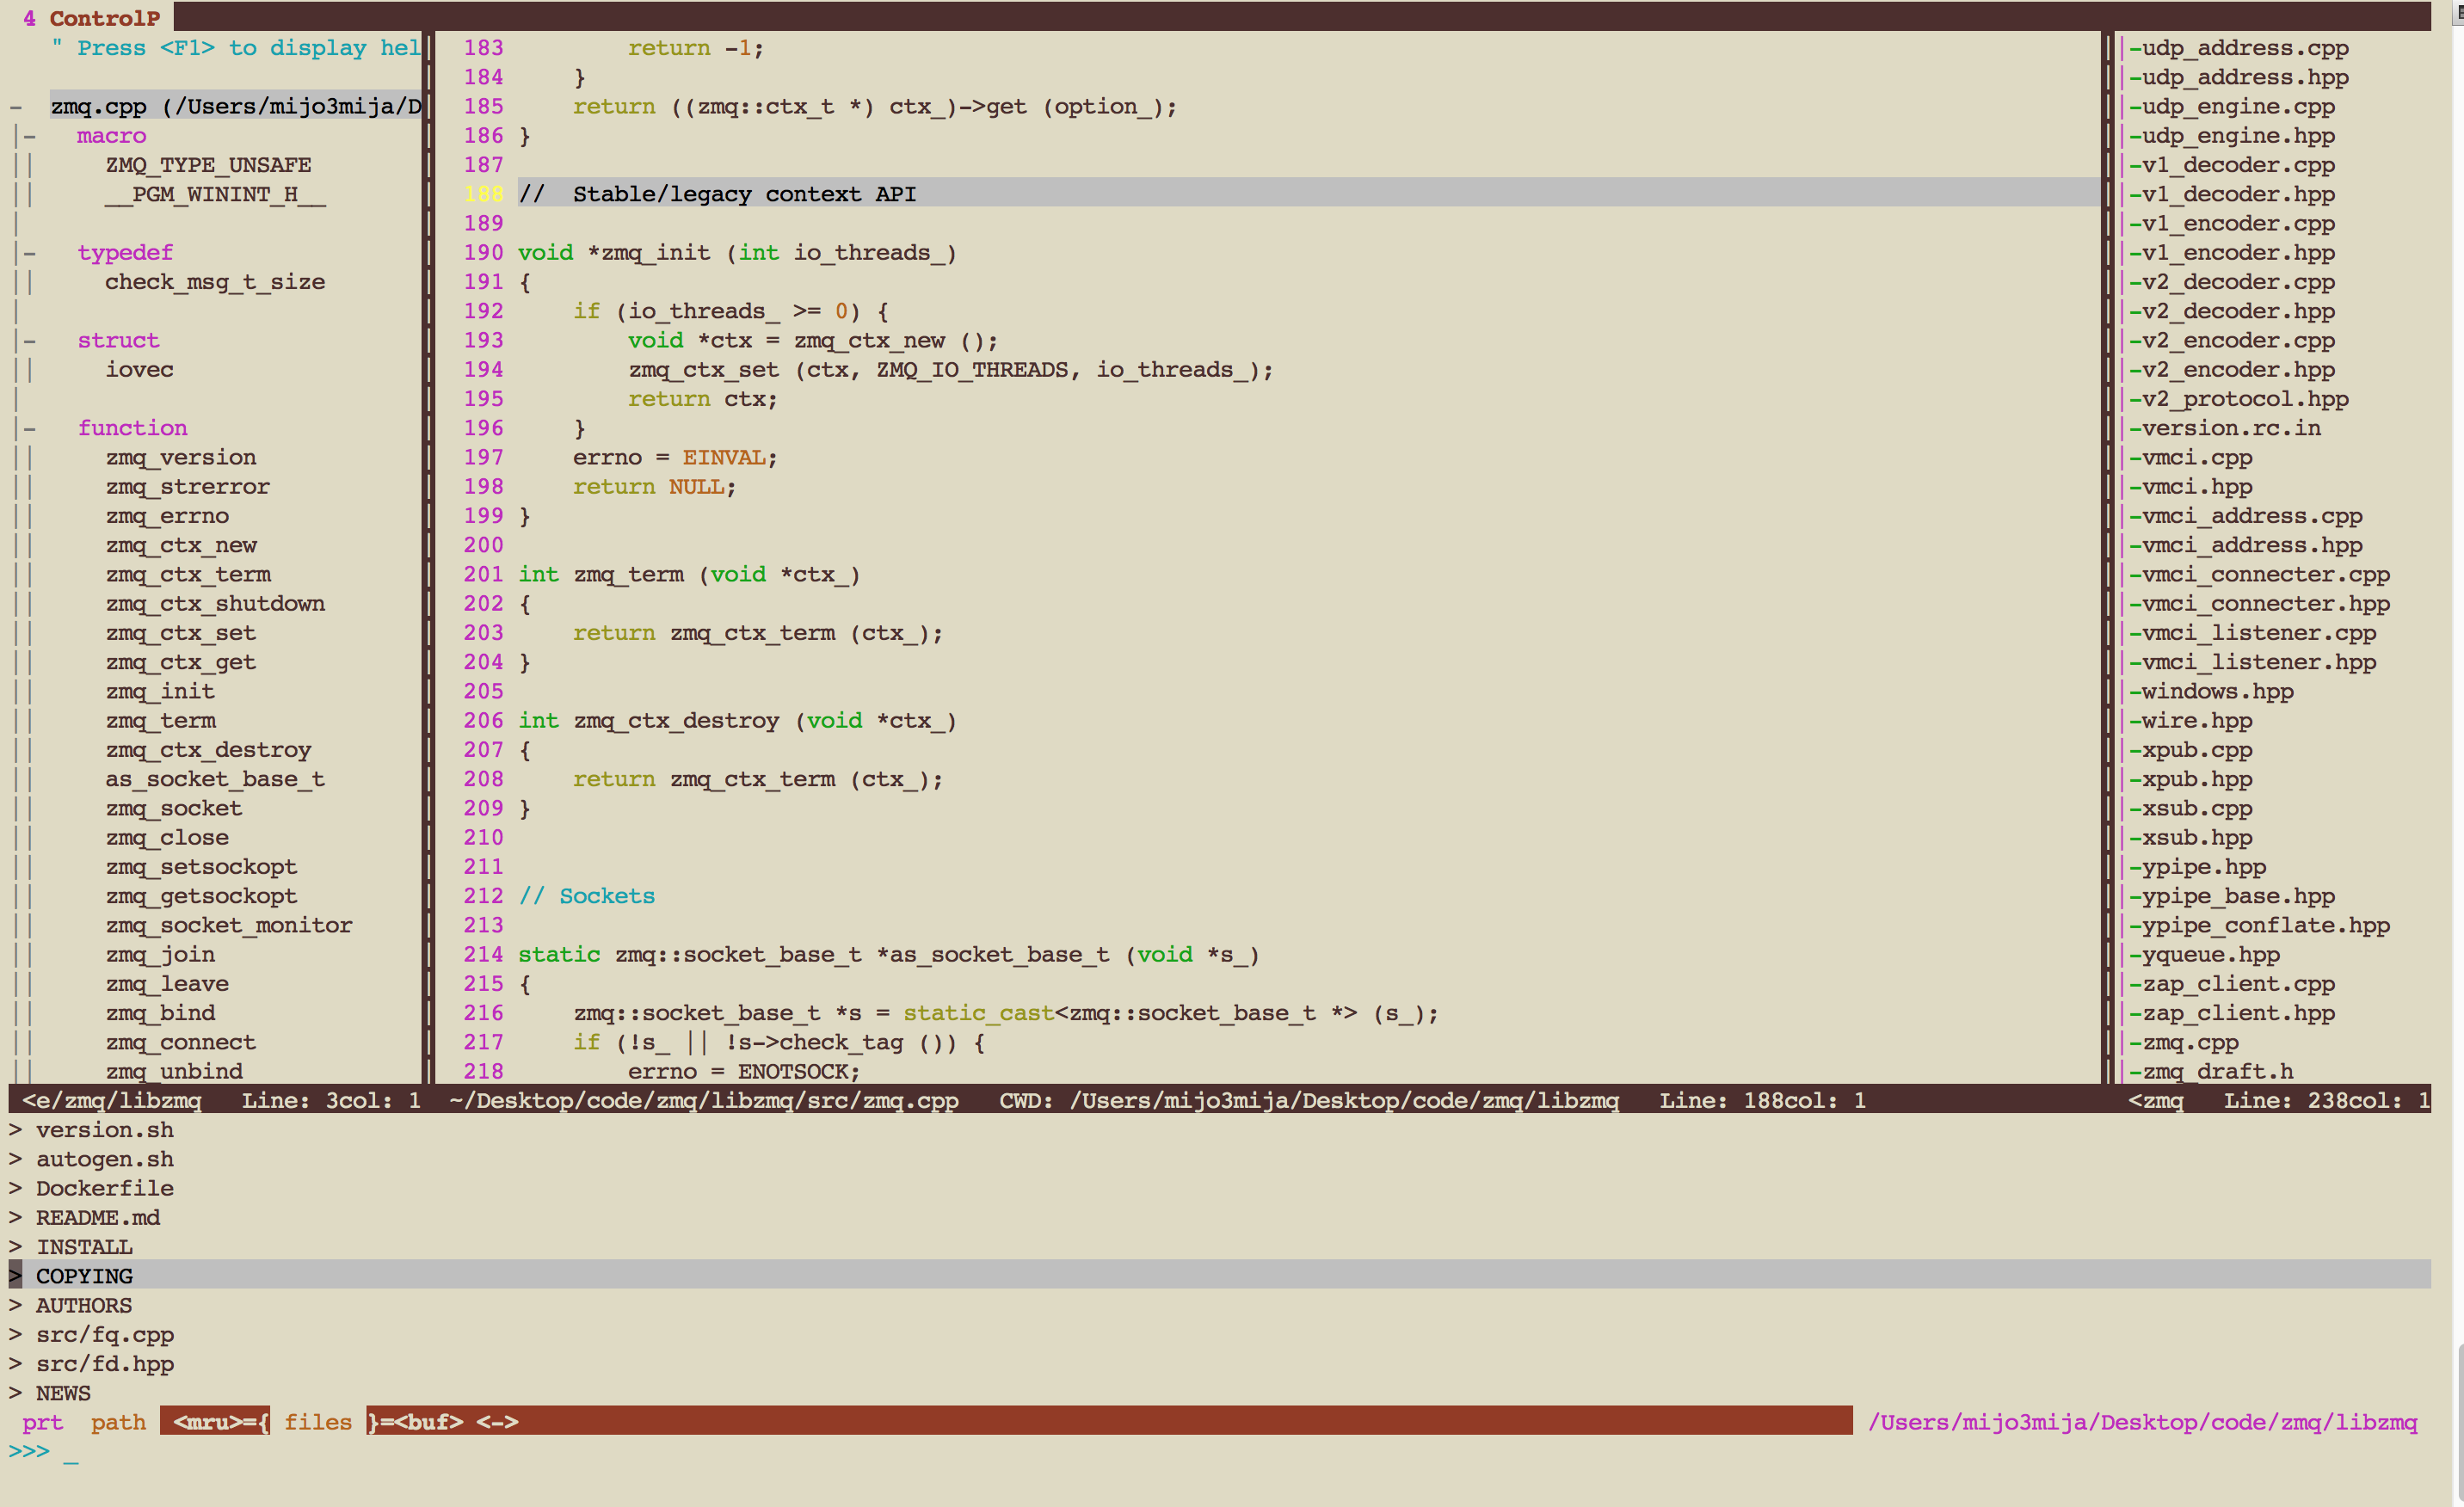 4 ControlP
" Press <F1> to display hel
- zmq.cpp (/Users/mijo3mija/D
|- macro
|| ZMQ_TYPE_UNSAFE
|| __PGM_WININT_H__
|
|- typedef
|| check_msg_t_size
|
|- struct
|| iovec
|
|- function
|| zmq_version
|| zmq_strerror
|| zmq_errno
|| zmq_ctx_new
|| zmq_ctx_term
|| zmq_ctx_shutdown
|| zmq_ctx_set
|| zmq_ctx_get
|| zmq_init
|| zmq_term
|| zmq_ctx_destroy
|| as_socket_base_t
|| zmq_socket
|| zmq_close
|| zmq_setsockopt
|| zmq_getsockopt
|| zmq_socket_monitor
|| zmq_join
|| zmq_leave
|| zmq_bind
|| zmq_connect
|| zmq_unbind
183         return -1;
184     }
185     return ((zmq::ctx_t *) ctx_)->get (option_);
186 }
187
188 //  Stable/legacy context API
189
190 void *zmq_init (int io_threads_)
191 {
192     if (io_threads_ >= 0) {
193         void *ctx = zmq_ctx_new ();
194         zmq_ctx_set (ctx, ZMQ_IO_THREADS, io_threads_);
195         return ctx;
196     }
197     errno = EINVAL;
198     return NULL;
199 }
200
201 int zmq_term (void *ctx_)
202 {
203     return zmq_ctx_term (ctx_);
204 }
205
206 int zmq_ctx_destroy (void *ctx_)
207 {
208     return zmq_ctx_term (ctx_);
209 }
210
211
212 // Sockets
213
214 static zmq::socket_base_t *as_socket_base_t (void *s_)
215 {
216     zmq::socket_base_t *s = static_cast<zmq::socket_base_t *> (s_);
217     if (!s_ || !s->check_tag ()) {
218         errno = ENOTSOCK;
|-udp_address.cpp
|-udp_address.hpp
|-udp_engine.cpp
|-udp_engine.hpp
|-v1_decoder.cpp
|-v1_decoder.hpp
|-v1_encoder.cpp
|-v1_encoder.hpp
|-v2_decoder.cpp
|-v2_decoder.hpp
|-v2_encoder.cpp
|-v2_encoder.hpp
|-v2_protocol.hpp
|-version.rc.in
|-vmci.cpp
|-vmci.hpp
|-vmci_address.cpp
|-vmci_address.hpp
|-vmci_connecter.cpp
|-vmci_connecter.hpp
|-vmci_listener.cpp
|-vmci_listener.hpp
|-windows.hpp
|-wire.hpp
|-xpub.cpp
|-xpub.hpp
|-xsub.cpp
|-xsub.hpp
|-ypipe.hpp
|-ypipe_base.hpp
|-ypipe_conflate.hpp
|-yqueue.hpp
|-zap_client.cpp
|-zap_client.hpp
|-zmq.cpp
|-zmq_draft.h
<e/zmq/libzmq   Line: 3col: 1  ~/Desktop/code/zmq/libzmq/src/zmq.cpp   CWD: /Users/mijo3mija/Desktop/code/zmq/libzmq   Line: 188col: 1   <zmq   Line: 238col: 1
> version.sh
> autogen.sh
> Dockerfile
> README.md
> INSTALL
> COPYING
> AUTHORS
> src/fq.cpp
> src/fd.hpp
> NEWS
prt  path  <mru>={ files }=<buf> <->   /Users/mijo3mija/Desktop/code/zmq/libzmq
>>> _